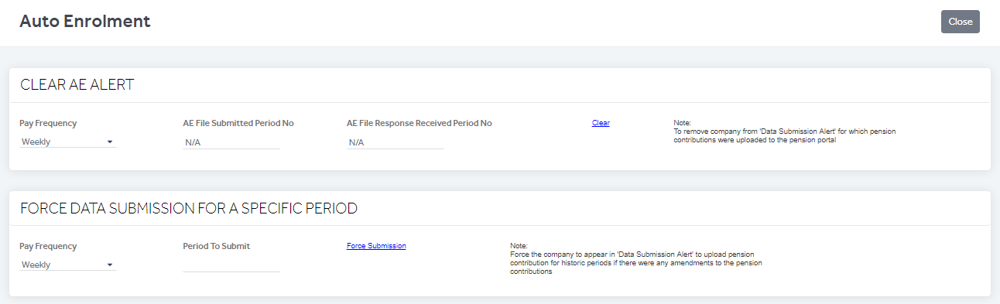 Auto Enrolment
Close
CLEAR AE ALERT
Pay Frequency
AE File Submitted Period No
AE File Response Received Period No
Clear
Note:
To remove company from 'Data Submission Alert' for which pension
contributions were uploaded to the pension portal
Weekly
N/A
N/A
FORCE DATA SUBMISSION FOR A SPECIFIC PERIOD
Pay Frequency
Period To Submit
Force Submission
Note:
Force the company to appear in 'Data Submission Alert' to upload pension
contribution for historic periods if there were any amendments to the pension
contributions
Weekly